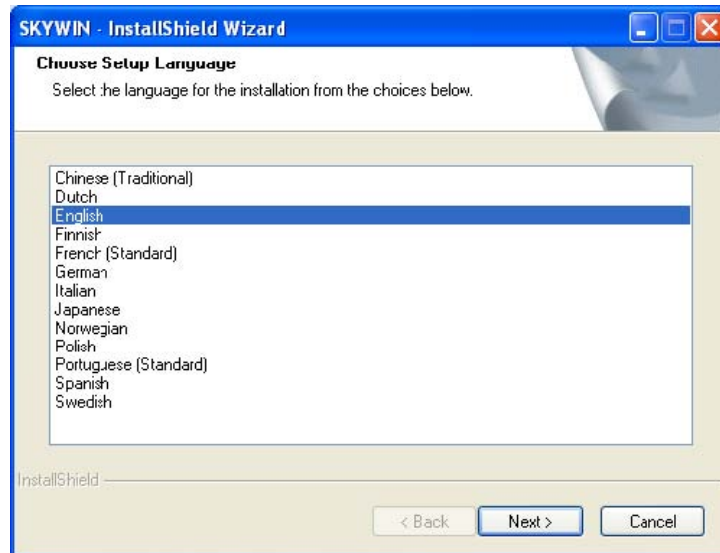 SKYWIN - InstallShield Wizard
Choose Setup Language
Select the language for the installation from the choices below.
Chinese (Traditional)
Dutch
English
Finnish
French (Standard)
German
Italian
Japanese
Norwegian
Polish
Portuguese (Standard)
Spanish
Swedish
InstallShield
< Back Next > Cancel